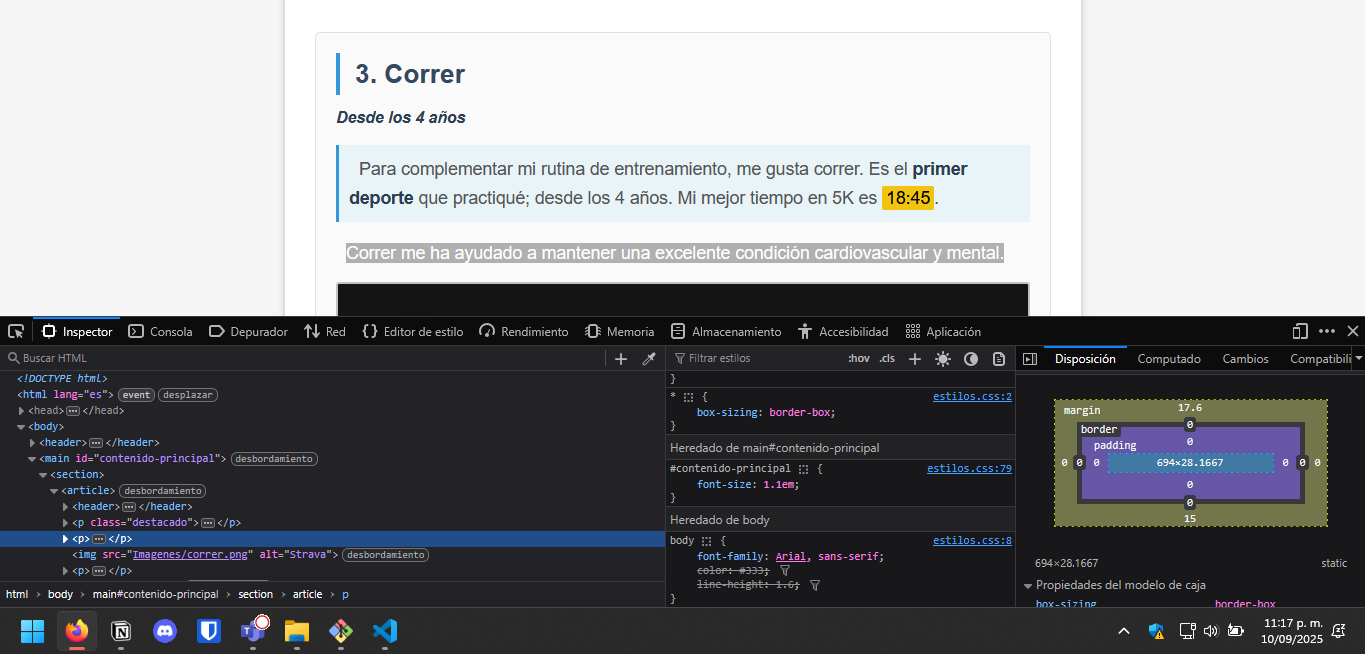 3. Correr
Desde los 4 años
Para complementar mi rutina de entrenamiento, me gusta correr. Es el primer
deporte que practiqué; desde los 4 años. Mi mejor tiempo en 5K es 18:45.
Correr me ha ayudado a mantener una excelente condición cardiovascular y mental.
Inspector Consola Depurador Red Editor de estilo Rendimiento Memoria Almacenamiento Accesibilidad Aplicación
Buscar HTML
<!DOCTYPE html>
<html lang="es"> event desplazar
<head> </head>
<body>
<header> </header>
<main id="contenido-principal"> desbordamiento
<section>
<article> desbordamiento
<header> </header>
<p class="destacado"> </p>
<p> </p>
<img src="Imagenes/correr.png" alt="Strava"> desbordamiento
<p> </p>
html > body > main#contenido-principal > section > article > p
Filtrar estilos :hov .cls
}
* { estilos.css:2
box-sizing: border-box;
}
Heredado de main#contenido-principal
#contenido-principal { estilos.css:79
font-size: 1.1em;
}
Heredado de body
body { estilos.css:8
font-family: Arial, sans-serif;
color: #333;
line-height: 1.6;
}
Disposición Computado Cambios Compatibili
margin 17.6
border 0
padding 0
0 0 0 694×28.1667 0 0 0
0
0
15
694×28.1667 static
Propiedades del modelo de caja
box-sizing border-box
11:17 p. m.
10/09/2025